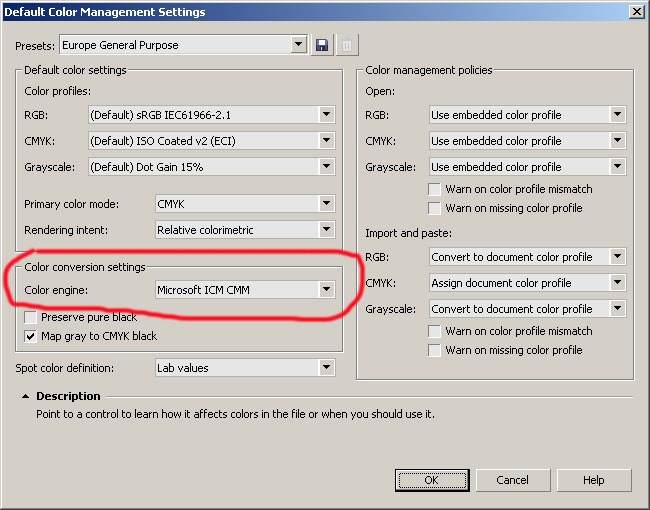 Default Color Management Settings
Presets: Europe General Purpose
Default color settings
Color profiles:
RGB: (Default) sRGB IEC61966-2.1
CMYK: (Default) ISO Coated v2 (ECI)
Grayscale: (Default) Dot Gain 15%
Primary color mode: CMYK
Rendering intent: Relative colorimetric
Color conversion settings
Color engine: Microsoft ICM CMM
Preserve pure black
Map gray to CMYK black
Spot color definition: Lab values
Color management policies
Open:
RGB: Use embedded color profile
CMYK: Use embedded color profile
Grayscale: Use embedded color profile
Warn on color profile mismatch
Warn on missing color profile
Import and paste:
RGB: Convert to document color profile
CMYK: Assign document color profile
Grayscale: Convert to document color profile
Warn on color profile mismatch
Warn on missing color profile
Description
Point to a control to learn how it affects colors in the file or when you should use it.
OK Cancel Help